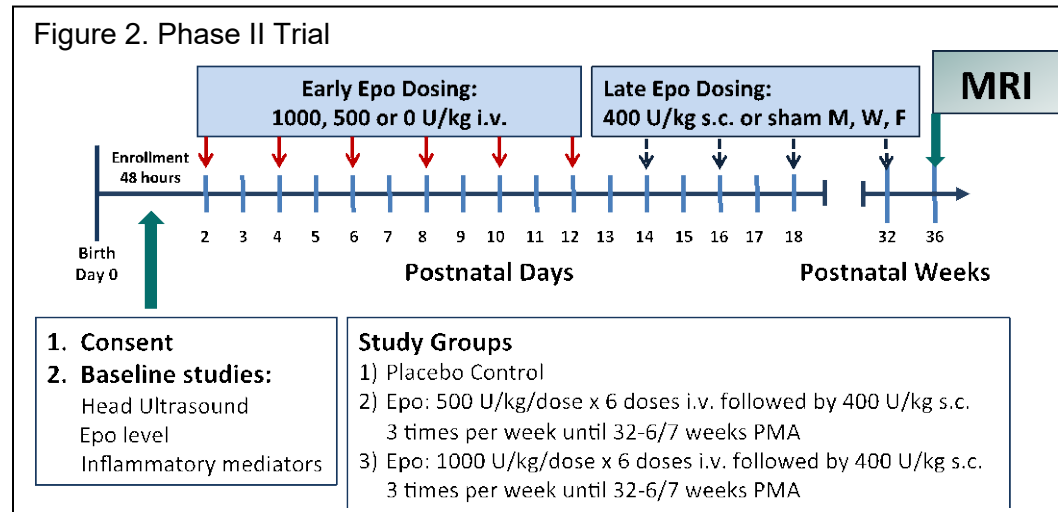 Figure 2. Phase II Trial
Early Epo Dosing:
1000, 500 or 0 U/kg i.v.
Late Epo Dosing:
400 U/kg s.c. or sham M, W, F
MRI
Enrollment
48 hours
2 3 4 5 6 7 8 9 10 11 12 13 14 15 16 17 18 32 36
Birth
Day 0
Postnatal Days
Postnatal Weeks
1. Consent
2. Baseline studies:
Head Ultrasound
Epo level
Inflammatory mediators
Study Groups
1) Placebo Control
2) Epo: 500 U/kg/dose x 6 doses i.v. followed by 400 U/kg s.c.
3 times per week until 32-6/7 weeks PMA
3) Epo: 1000 U/kg/dose x 6 doses i.v. followed by 400 U/kg s.c.
3 times per week until 32-6/7 weeks PMA